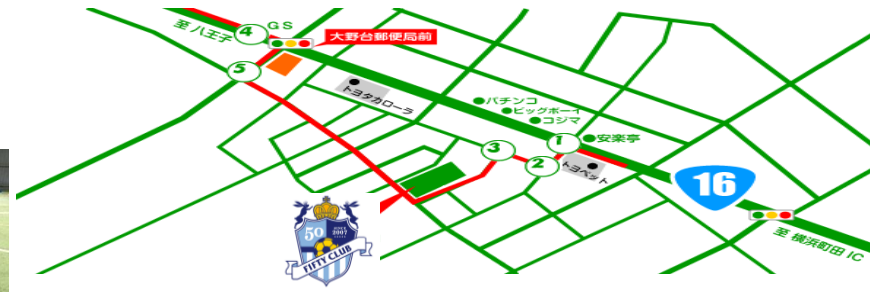 至 八王子
4
GS
大野台郵便局前
5
トヨタカローラ
●パチンコ
●ビッグボーイ
●コジマ
1
●安楽亭
3
2
トヨペット
16
至 横浜町田 IC
50
2007
FIFTY CLUB